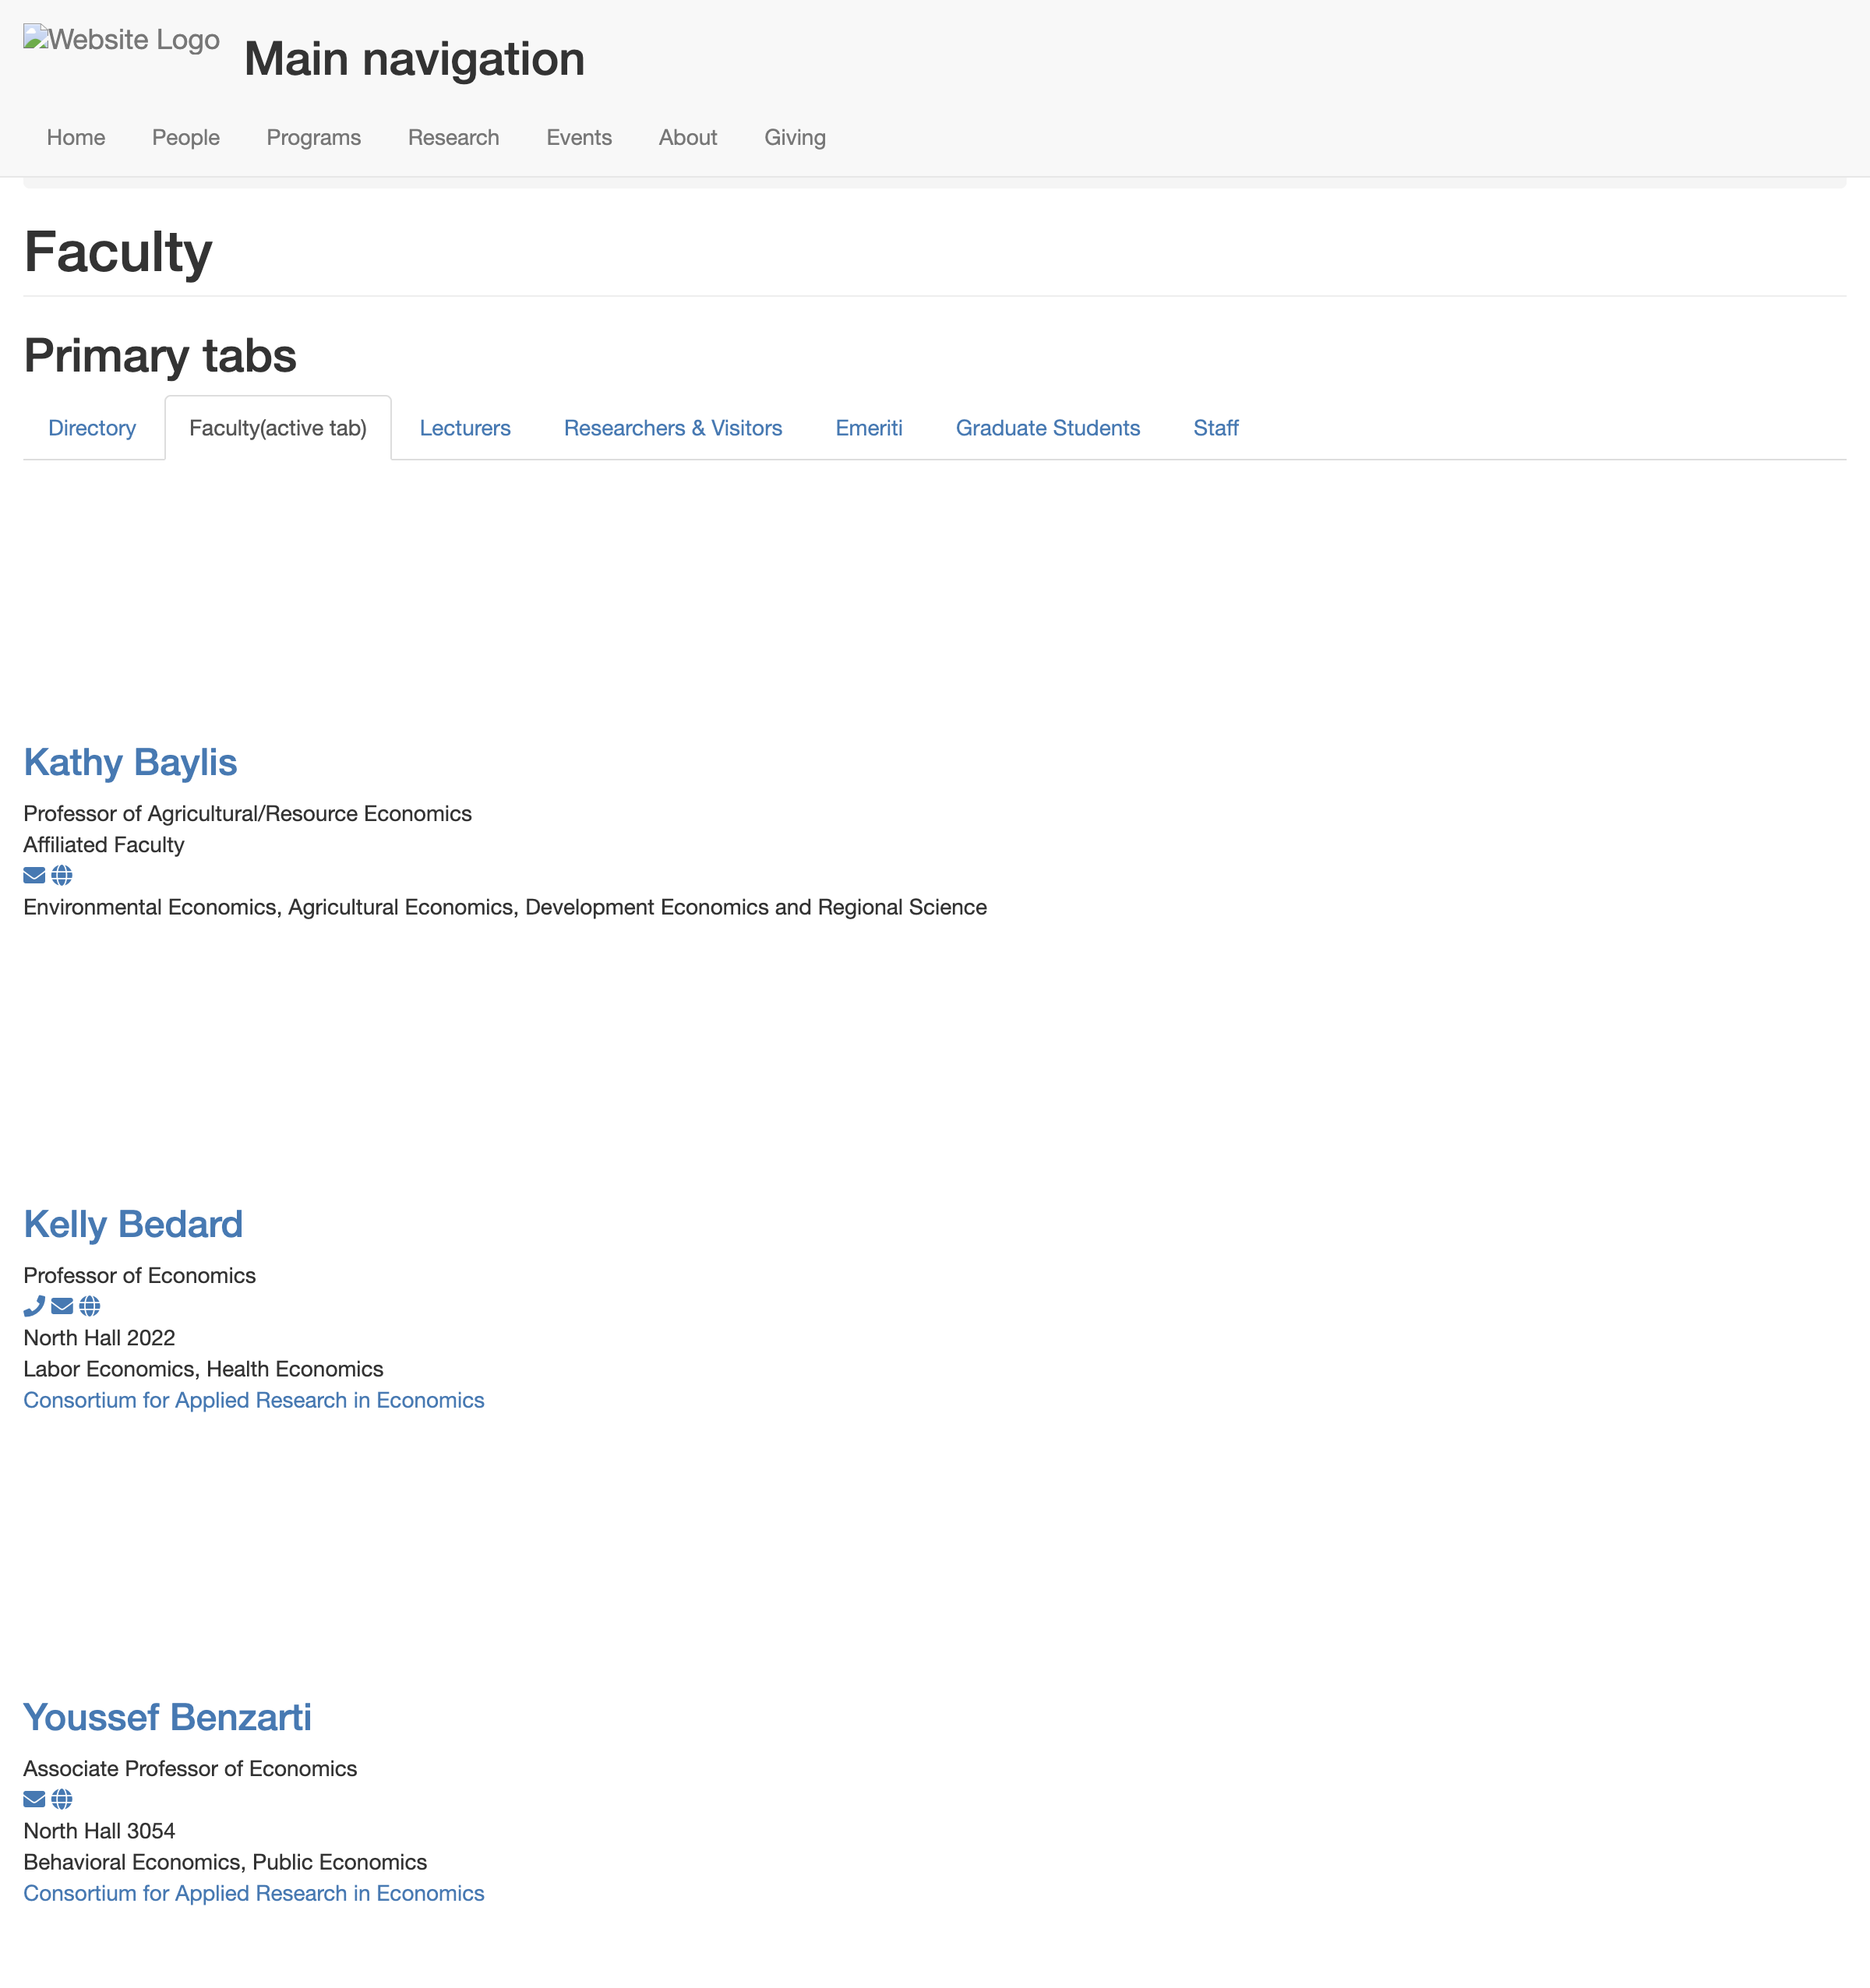 Website Logo
Main navigation
Home People Programs Research Events About Giving
Faculty
Primary tabs
Directory Faculty(active tab) Lecturers Researchers & Visitors Emeriti Graduate Students Staff
Kathy Baylis
Professor of Agricultural/Resource Economics
Affiliated Faculty
Environmental Economics, Agricultural Economics, Development Economics and Regional Science
Kelly Bedard
Professor of Economics
North Hall 2022
Labor Economics, Health Economics
Consortium for Applied Research in Economics
Youssef Benzarti
Associate Professor of Economics
North Hall 3054
Behavioral Economics, Public Economics
Consortium for Applied Research in Economics